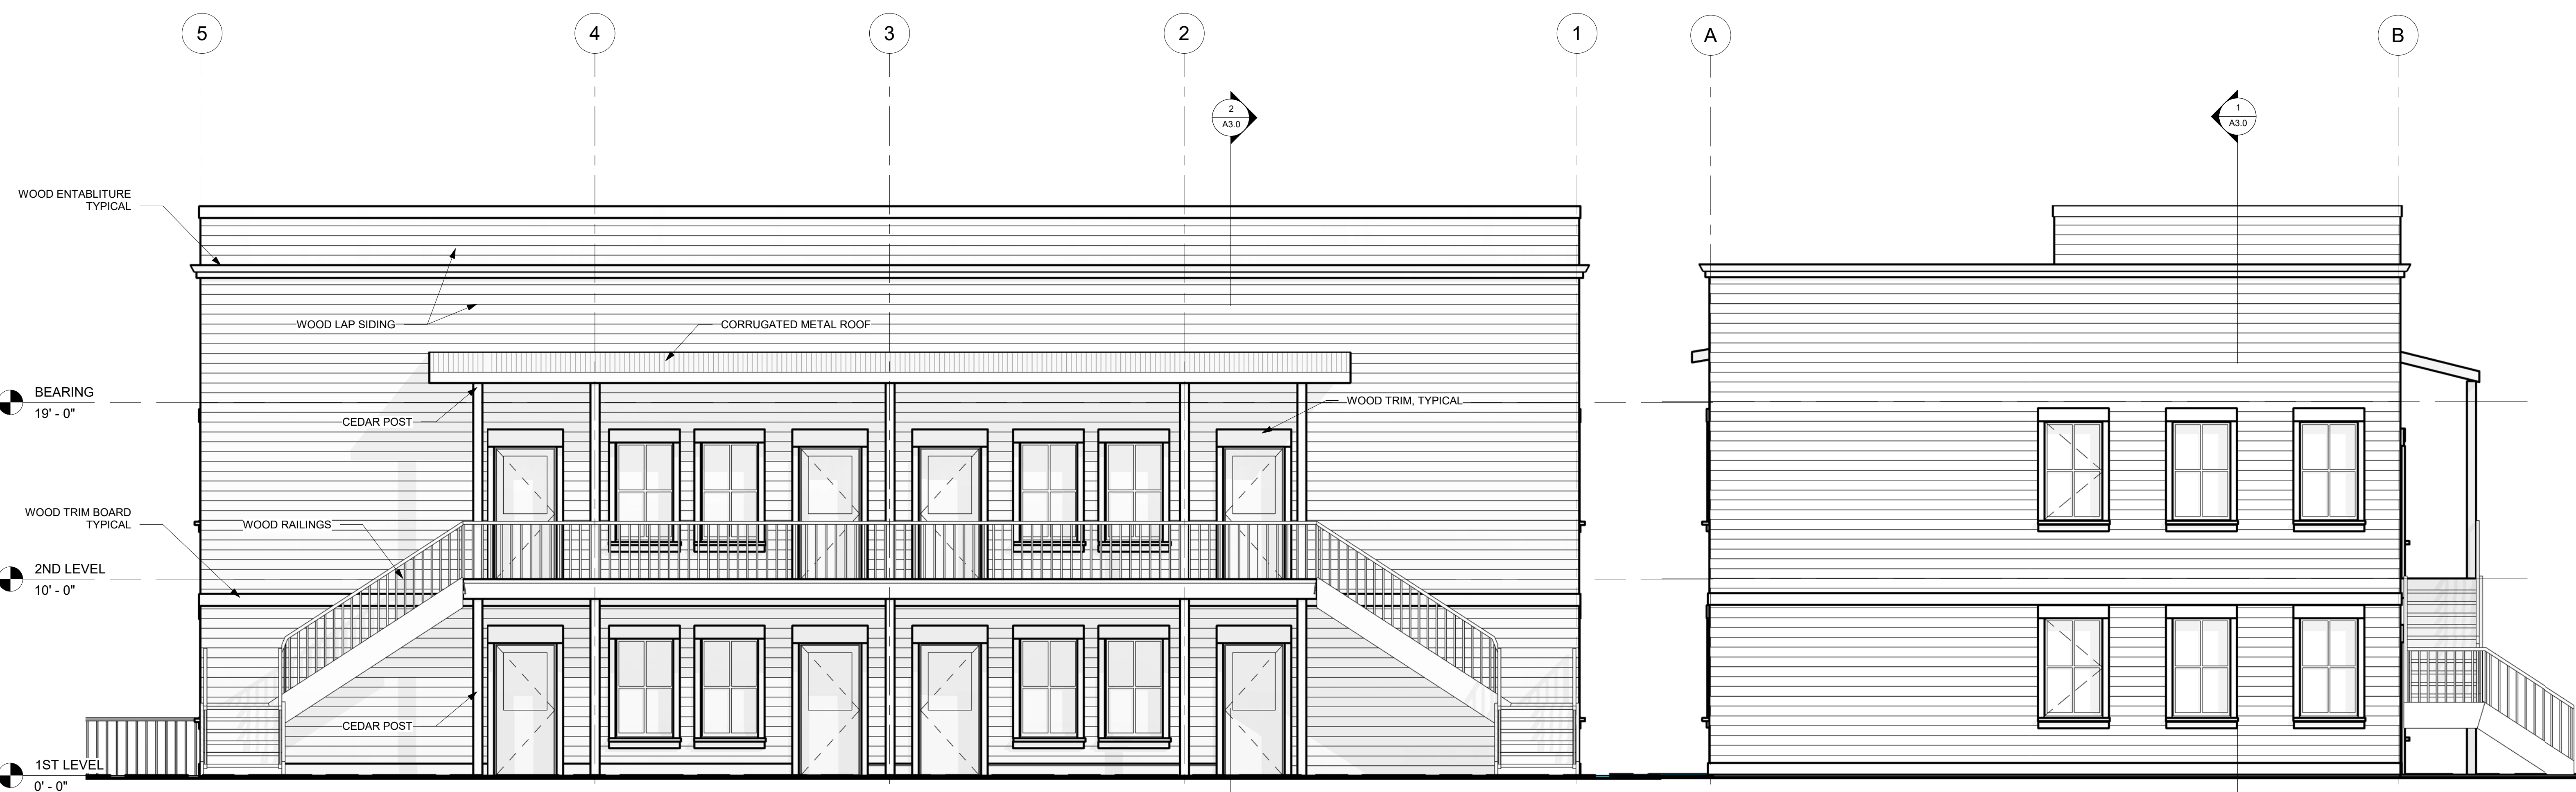 5
4
3
2
1
A
B
2
A3.0
1
A3.0
WOOD ENTABLITURE
TYPICAL
WOOD LAP SIDING
CORRUGATED METAL ROOF
BEARING
19' - 0"
CEDAR POST
WOOD TRIM, TYPICAL
WOOD TRIM BOARD
TYPICAL
WOOD RAILINGS
2ND LEVEL
10' - 0"
CEDAR POST
1ST LEVEL
0' - 0"